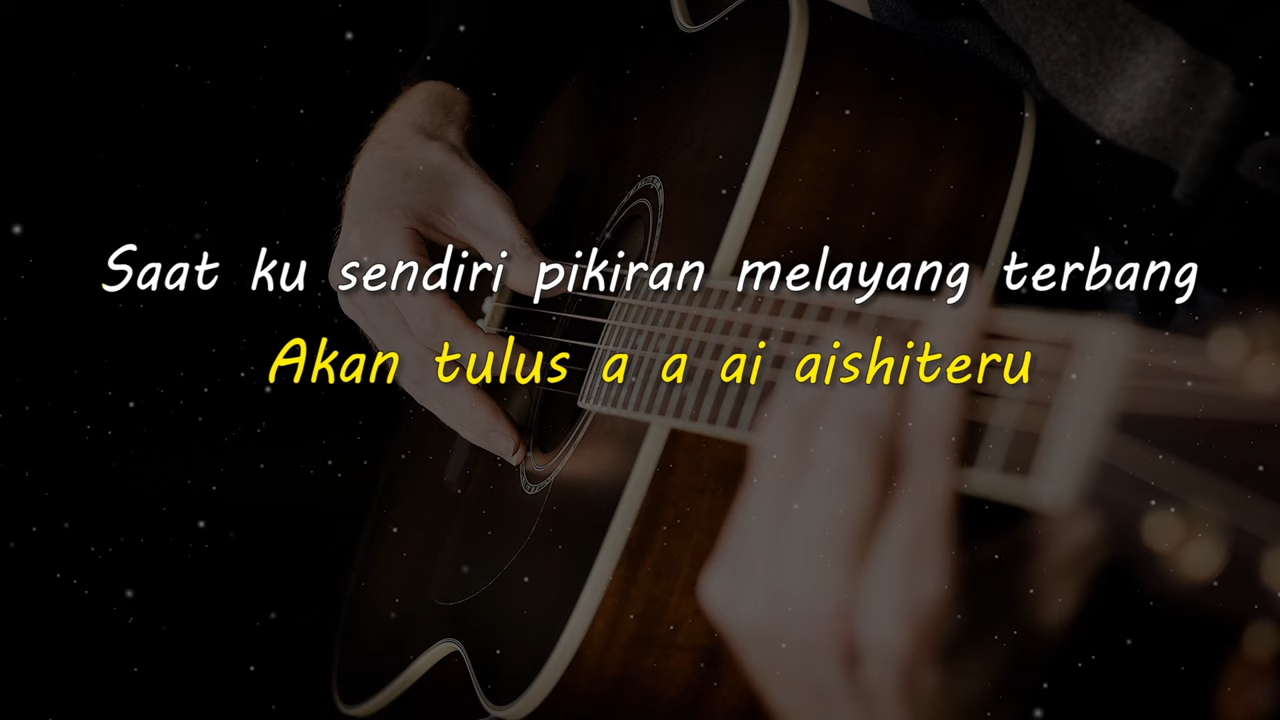 Saat ku sendiri pikiran melayang terbang
Akan tulus a a ai aishiteru